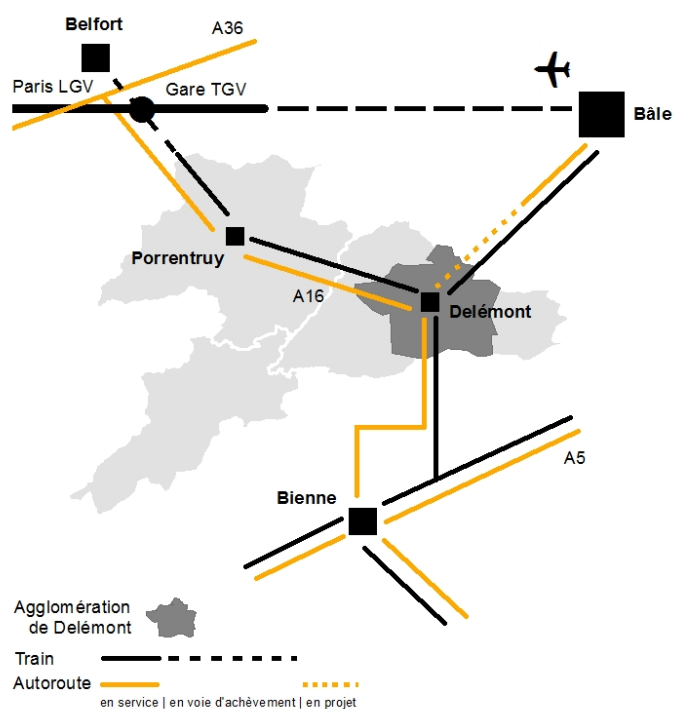 Belfort
A36
Paris LGV
Gare TGV
Bâle
Porrentruy
A16
Delémont
A5
Bienne
Agglomération
de Delémont
Train
Autoroute
en service | en voie d'achèvement | en projet